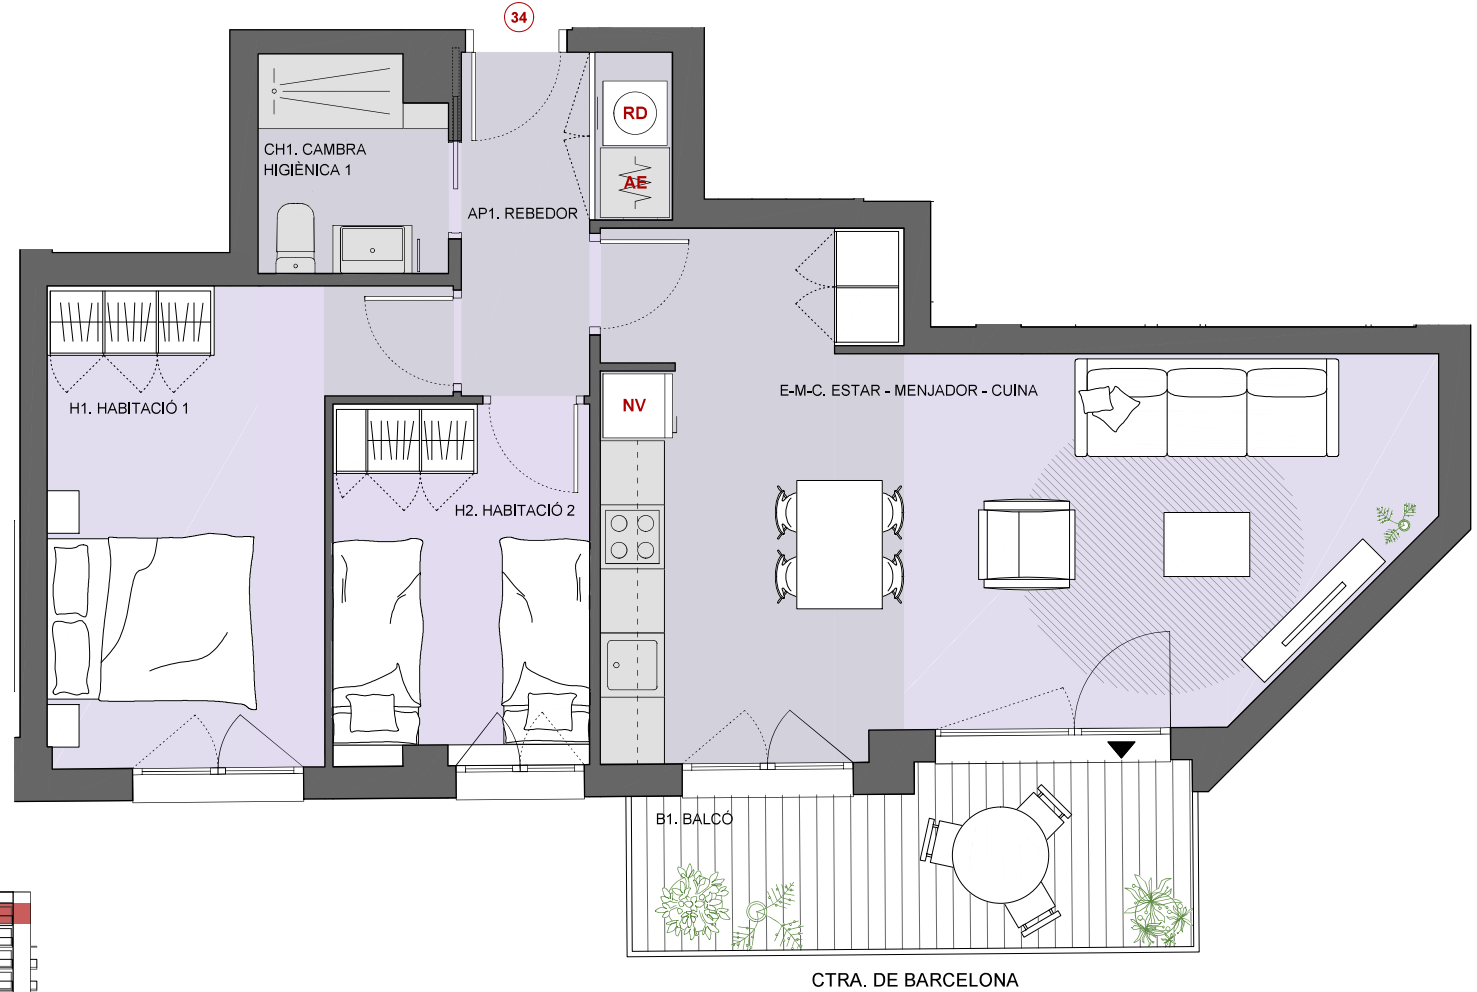 34
RD
CH1. CAMBRA
HIGIÈNICA 1
AE
AP1. REBEDOR
E-M-C. ESTAR - MENJADOR - CUINA
NV
H1. HABITACIÓ 1
H2. HABITACIÓ 2
B1. BALCÓ
CTRA. DE BARCELONA